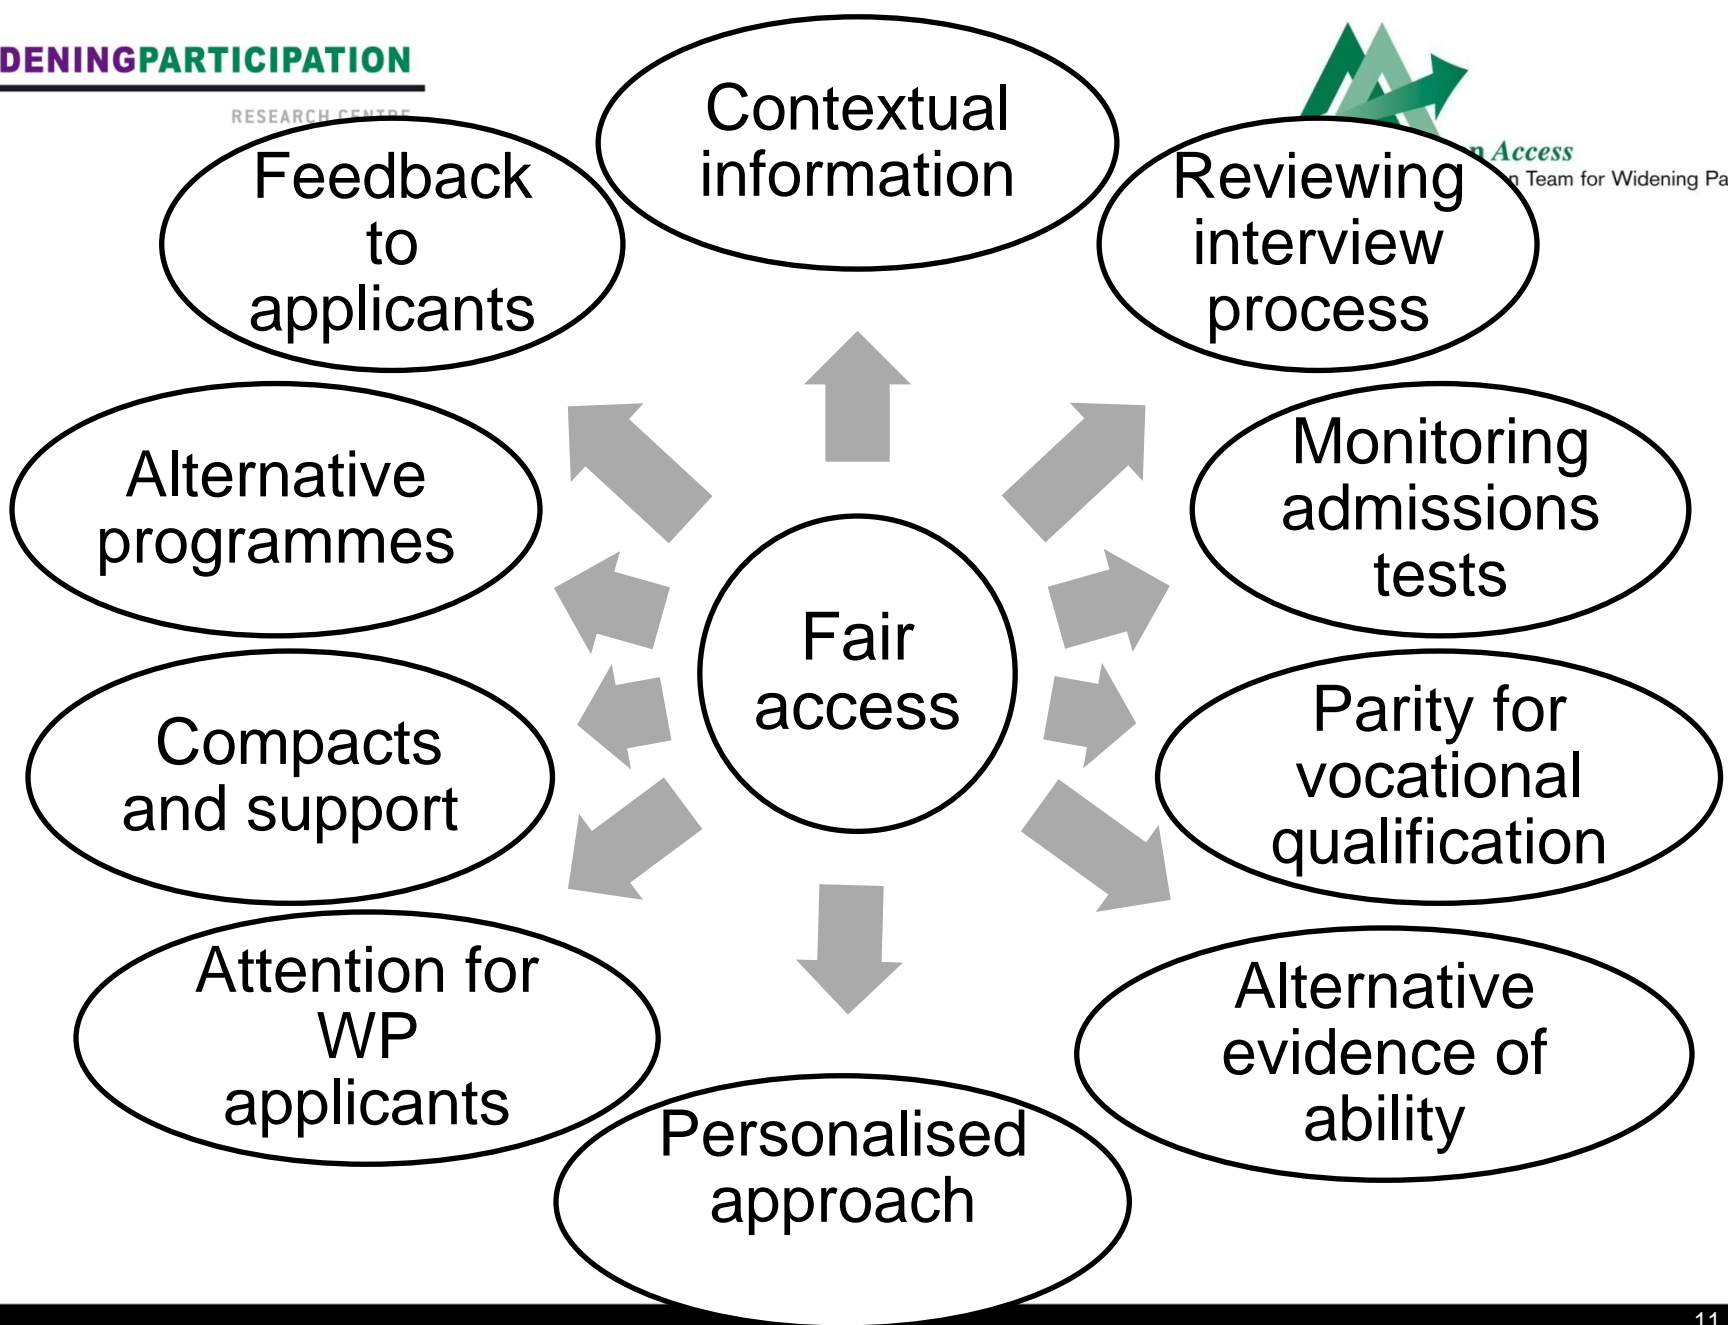 DENINGPARTICIPATION
RESEARCH CENTRE
Access
Team for Widening Pa
Contextual
information
Reviewing
interview
process
Monitoring
admissions
tests
Parity for
vocational
qualification
Alternative
evidence of
ability
Personalised
approach
Attention for
WP
applicants
Compacts
and support
Alternative
programmes
Feedback
to
applicants
Fair
access
11